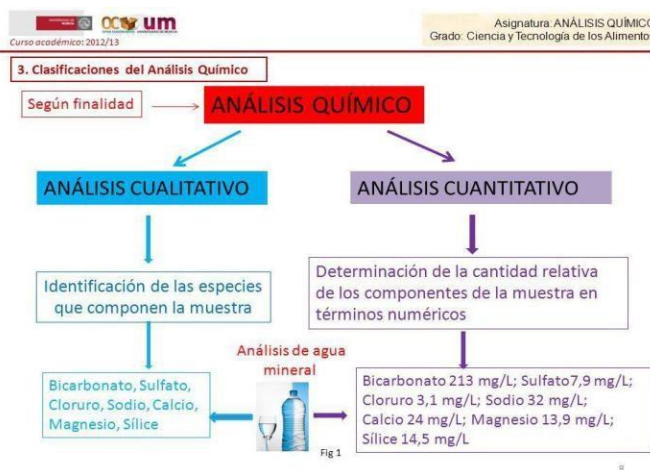 OCW um
Curso académico: 2012/13
Asignatura: ANÁLISIS QUÍMICO
Grado: Ciencia y Tecnología de los Alimentos
3. Clasificaciones del Análisis Químico
Según finalidad
ANÁLISIS QUÍMICO
ANÁLISIS CUALITATIVO
ANÁLISIS CUANTITATIVO
Identificación de las especies
que componen la muestra
Determinación de la cantidad relativa
de los componentes de la muestra en
términos numéricos
Análisis de agua
mineral
Bicarbonato, Sulfato,
Cloruro, Sodio, Calcio,
Magnesio, Sílice
Bicarbonato 213 mg/L; Sulfato7,9 mg/L;
Cloruro 3,1 mg/L; Sodio 32 mg/L;
Calcio 24 mg/L; Magnesio 13,9 mg/L;
Sílice 14,5 mg/L
Fig 1